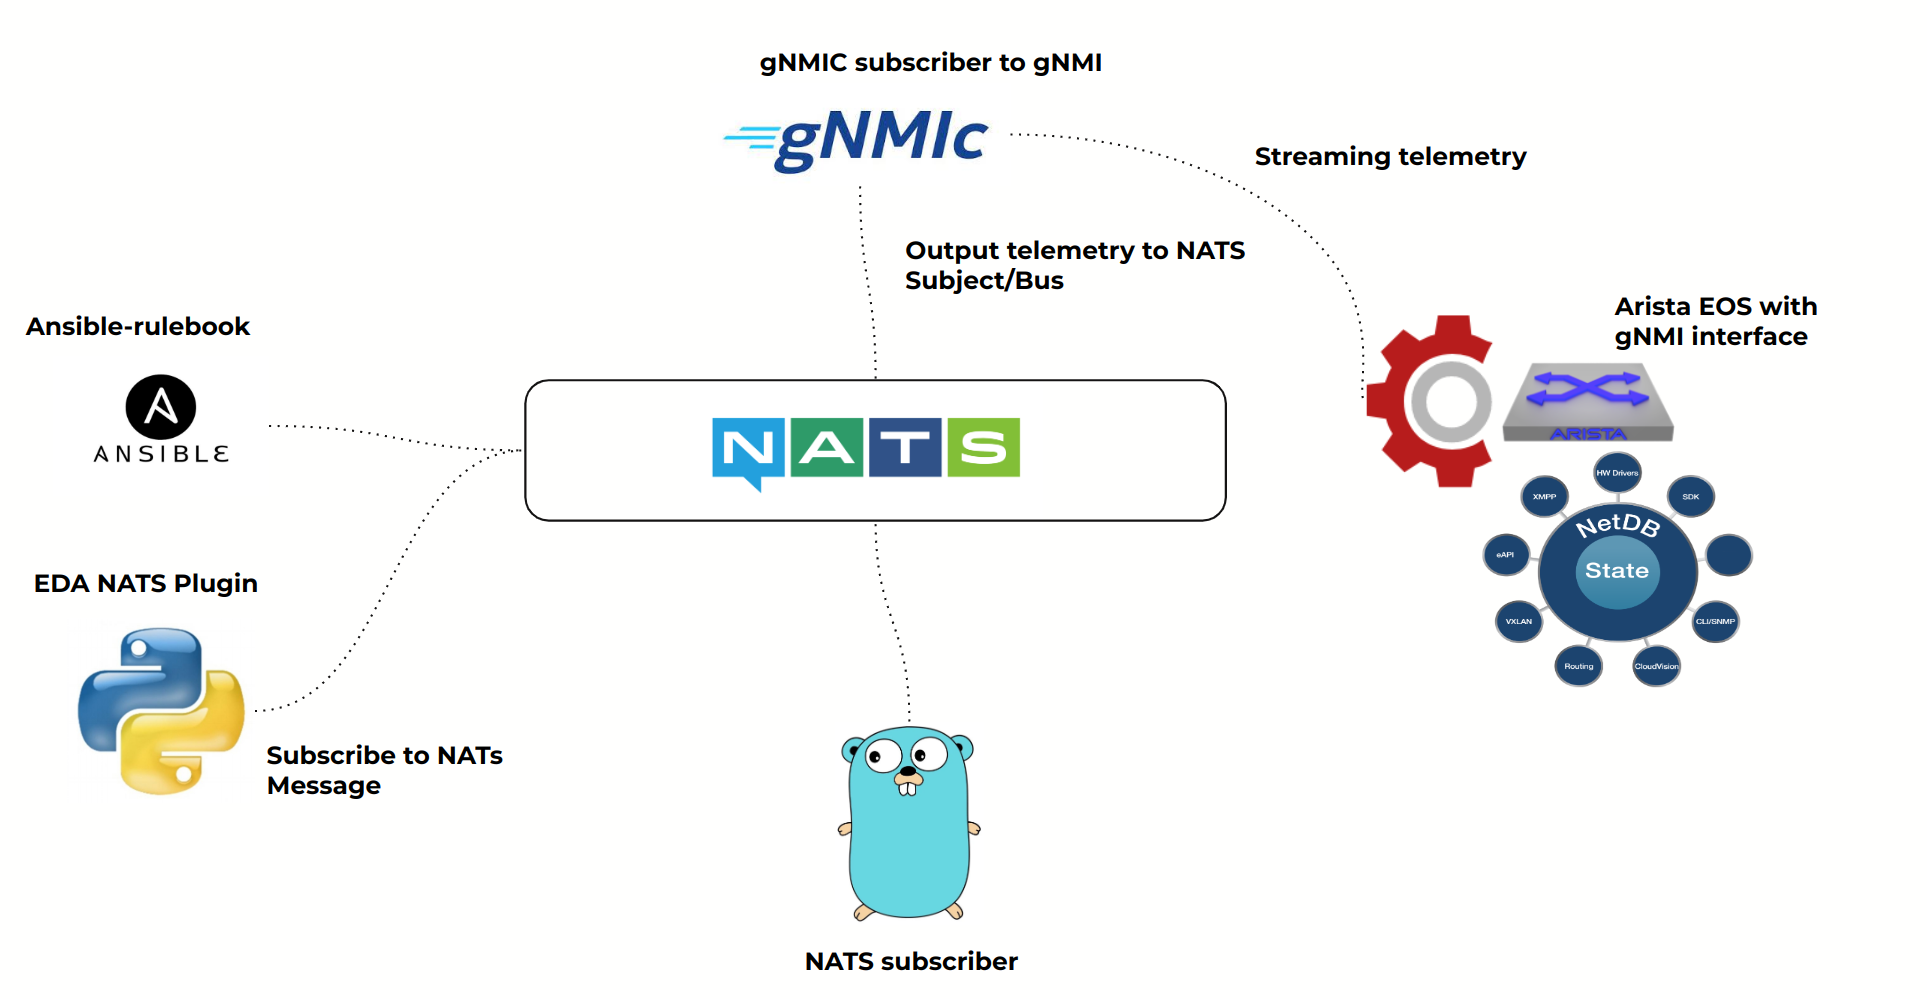 gNMIC subscriber to gNMI
gNMIc
Streaming telemetry
Output telemetry to NATS
Subject/Bus
Arista EOS with
gNMI interface
Ansible-rulebook
A
ANSIBLE
NATS
ARISTA
HW Drivers
XMPP
SDK
NetDB
eAPI
State
VXLAN
CLI/SNMP
Routing
CloudVision
EDA NATS Plugin
Subscribe to NATs
Message
NATS subscriber